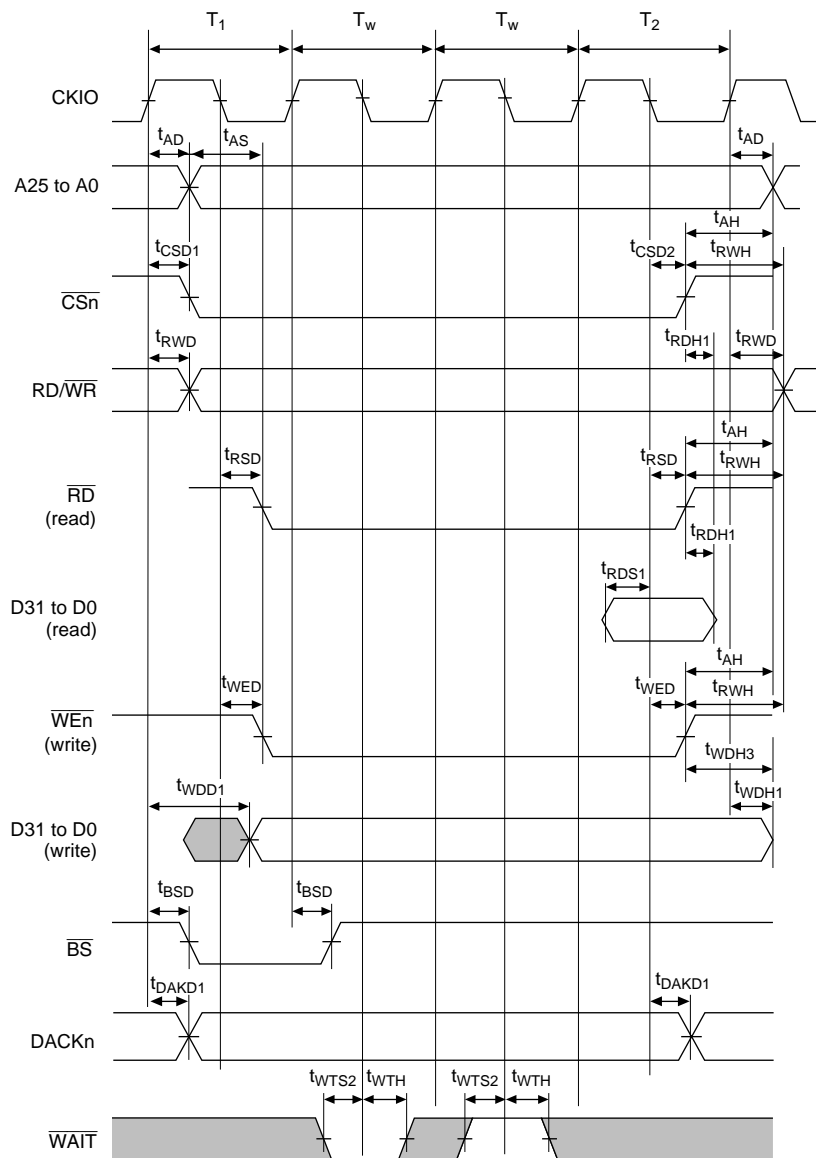 T1 Tw Tw T2
CKIO
tAD tAS tAD
A25 to A0
tAH
tCSD1 tCSD2 tRWH
CSn
tRWD tRDH1 tRWD
RD/WR
tAH
tRSD tRSD tRWH
RD
(read)
tRDH1
tRDS1
D31 to D0
(read)
tAH
tWED tWED tRWH
WEn
(write)
tWDH3
tWDD1 tWDH1
D31 to D0
(write)
tBSD tBSD
BS
tDAKD1 tDAKD1
DACKn
tWTS2 tWTH tWTS2 tWTH
WAIT